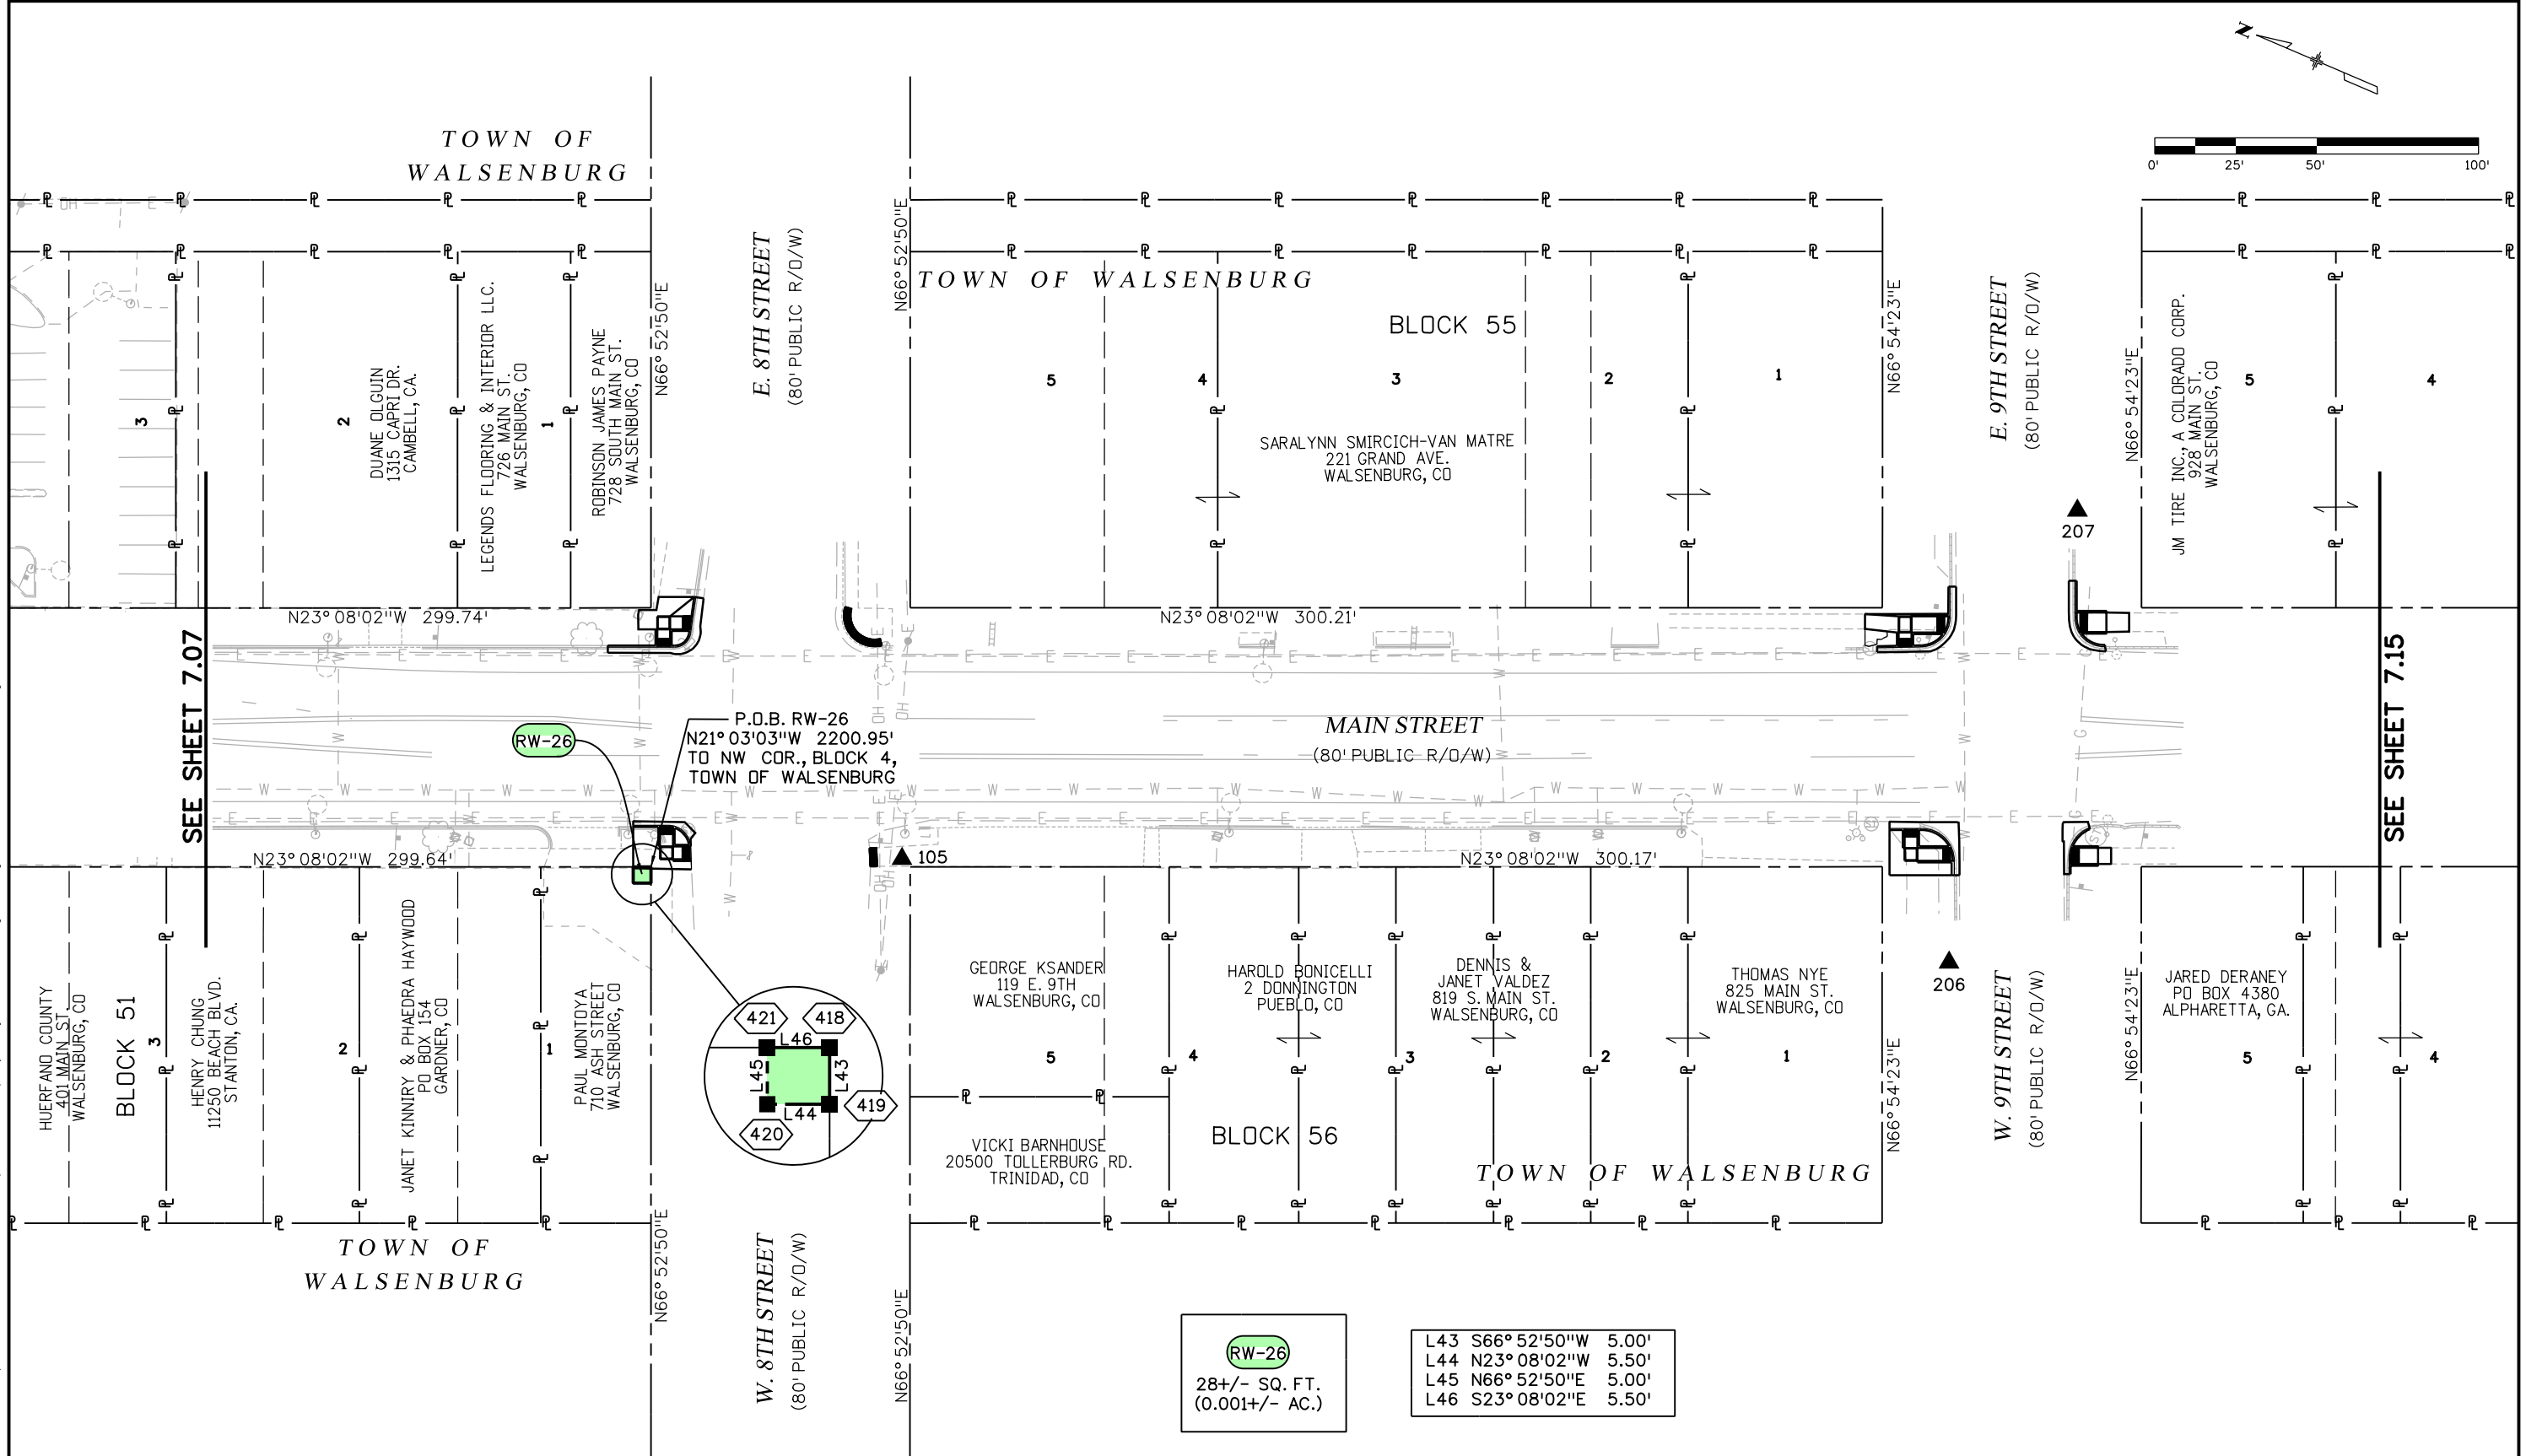 N
0' 25' 50' 100'
TOWN OF
WALSENBURG
OH E
3
2
DUANE OLGUIN
1315 CAPRI DR.
CAMBELL, CA.
LEGENDS FLOORING & INTERIOR LLC.
726 MAIN ST.
WALSENBURG, CO
1
ROBINSON JAMES PAYNE
728 SOUTH MAIN ST.
WALSENBURG, CO
N66°52'50"E
E. 8TH STREET
(80' PUBLIC R/O/W)
N66°52'50"E
TOWN OF WALSENBURG
BLOCK 55
5 4 3 2 1
SARALYNN SMIRCICH-VAN MATRE
221 GRAND AVE.
WALSENBURG, CO
N66°54'23"E
E. 9TH STREET
(80' PUBLIC R/O/W)
207
N66°54'23"E
JM TIRE INC., A COLORADO CORP.
928 MAIN ST.
WALSENBURG, CO
5 4
N23°08'02"W 299.74'
N23°08'02"W 300.21'
SEE SHEET 7.07
RW-26
P.O.B. RW-26
N21°03'03"W 2200.95'
TO NW COR., BLOCK 4,
TOWN OF WALSENBURG
MAIN STREET
(80' PUBLIC R/O/W)
SEE SHEET 7.15
N23°08'02"W 299.64'
105
N23°08'02"W 300.17'
HUERFANO COUNTY
401 MAIN ST.
WALSENBURG, CO
BLOCK 51
3
HENRY CHUNG
11250 BEACH BLVD.
STANTON, CA.
2
JANET KINNIRY & PHAEDRA HAYWOOD
PO BOX 154
GARDNER, CO
1
PAUL MONTOYA
710 ASH STREET
WALSENBURG, CO
421 418
L46
L45 L43
L44
420 419
GEORGE KSANDER
119 E. 9TH
WALSENBURG, CO
HAROLD BONICELLI
2 DONNINGTON
PUEBLO, CO
DENNIS &
JANET VALDEZ
819 S. MAIN ST.
WALSENBURG, CO
THOMAS NYE
825 MAIN ST.
WALSENBURG, CO
206
5 4 3 2 1
VICKI BARNHOUSE
20500 TOLLERBURG RD.
TRINIDAD, CO
BLOCK 56
TOWN OF WALSENBURG
N66°54'23"E
W. 9TH STREET
(80' PUBLIC R/O/W)
N66°54'23"E
JARED DERANEY
PO BOX 4380
ALPHARETTA, GA.
5 4
TOWN OF
WALSENBURG
N66°52'50"E
W. 8TH STREET
(80' PUBLIC R/O/W)
N66°52'50"E
RW-26
28+/- SQ. FT.
(0.001+/- AC.)
L43 S66°52'50"W 5.00'
L44 N23°08'02"W 5.50'
L45 N66°52'50"E 5.00'
L46 S23°08'02"E 5.50'